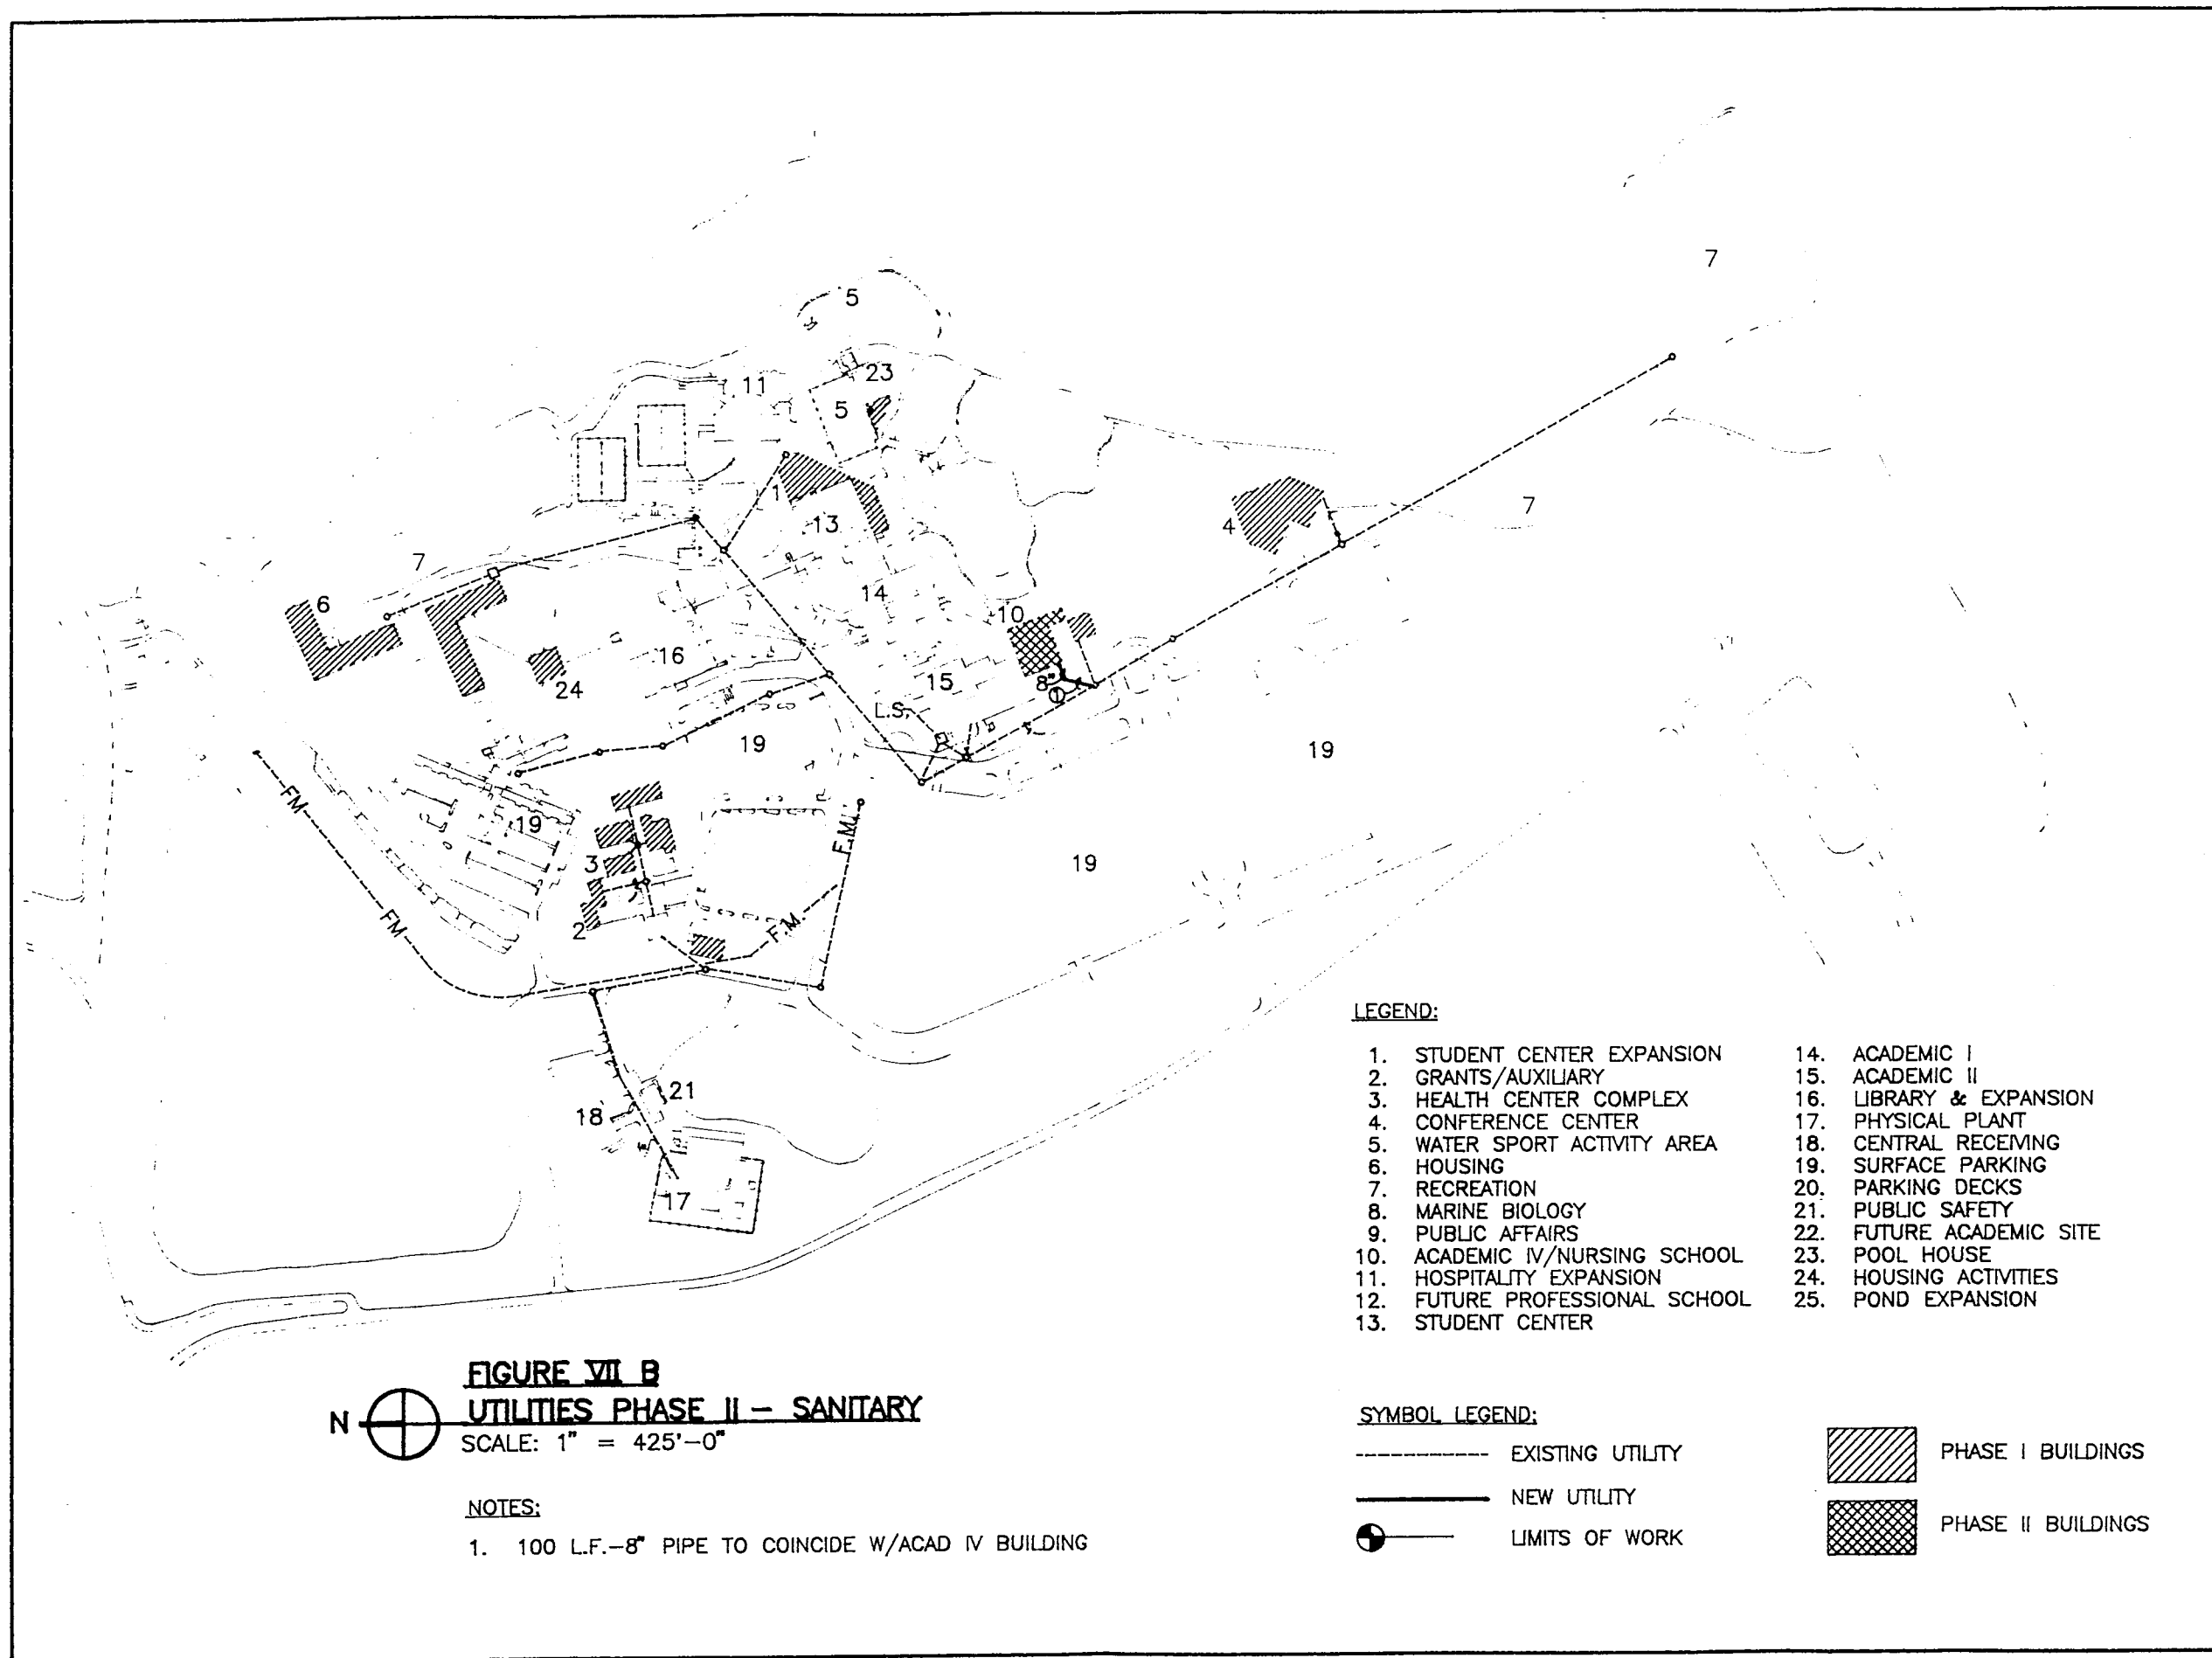 7
5
23
11
5
1
13
4
7
7
6
14
10
16
24
15
8"
1
L.S.
19
19
FM
19
F.M.
3
19
FM
2
F.M.
21
18
17
LEGEND:
1. STUDENT CENTER EXPANSION
2. GRANTS/AUXILIARY
3. HEALTH CENTER COMPLEX
4. CONFERENCE CENTER
5. WATER SPORT ACTIVITY AREA
6. HOUSING
7. RECREATION
8. MARINE BIOLOGY
9. PUBLIC AFFAIRS
10. ACADEMIC IV/NURSING SCHOOL
11. HOSPITALITY EXPANSION
12. FUTURE PROFESSIONAL SCHOOL
13. STUDENT CENTER
14. ACADEMIC I
15. ACADEMIC II
16. LIBRARY & EXPANSION
17. PHYSICAL PLANT
18. CENTRAL RECEIVING
19. SURFACE PARKING
20. PARKING DECKS
21. PUBLIC SAFETY
22. FUTURE ACADEMIC SITE
23. POOL HOUSE
24. HOUSING ACTIVITIES
25. POND EXPANSION
FIGURE VII B
N
UTILITIES PHASE II – SANITARY
SCALE: 1" = 425'-0"
NOTES:
1. 100 L.F.-8" PIPE TO COINCIDE W/ACAD IV BUILDING
SYMBOL LEGEND:
EXISTING UTILITY
NEW UTILITY
LIMITS OF WORK
PHASE I BUILDINGS
PHASE II BUILDINGS